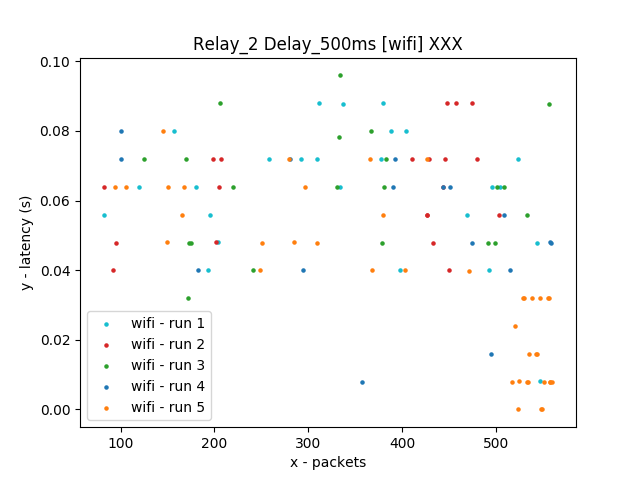 Relay_2 Delay_500ms [wifi] XXX
0.10
0.08
0.06
0.04
0.02
0.00
y - latency (s)
wifi - run 1
wifi - run 2
wifi - run 3
wifi - run 4
wifi - run 5
100 200 300 400 500
x - packets